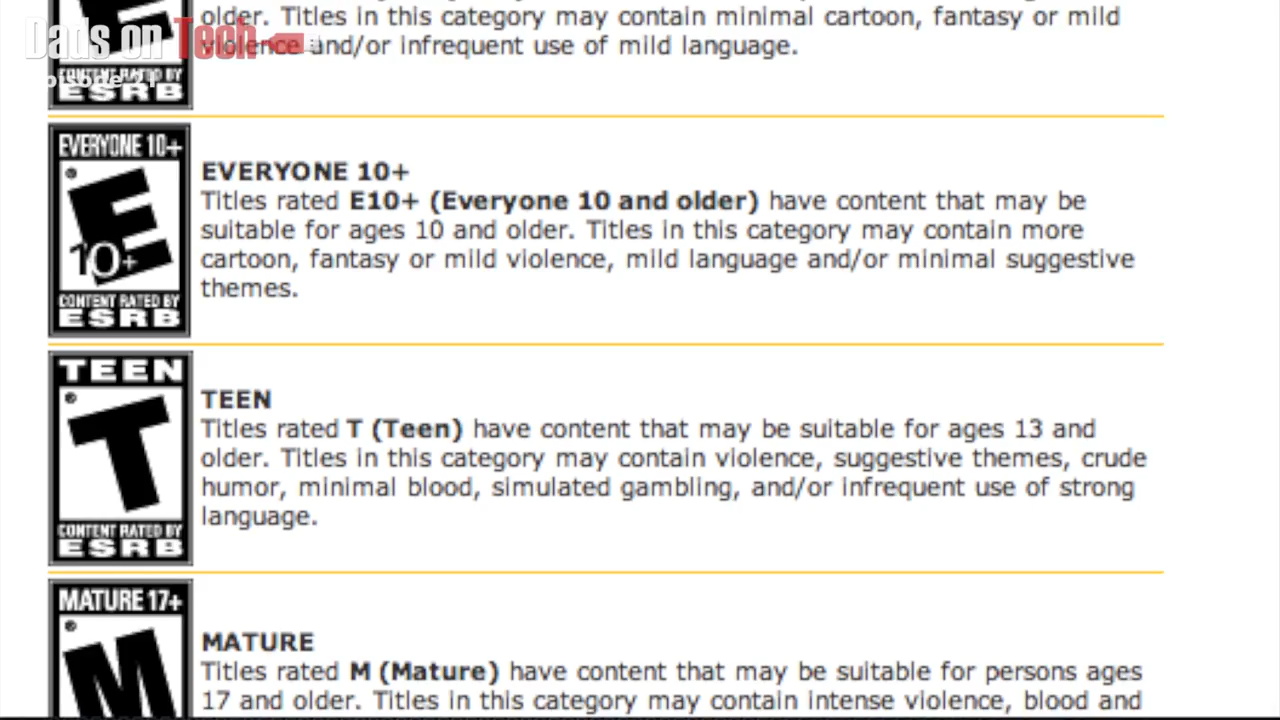 Dads on Tech
Episode 21
older. Titles in this category may contain minimal cartoon, fantasy or mild
violence and/or infrequent use of mild language.
E
CONTENT RATED BY
ESRB
EVERYONE 10+
E
10+
CONTENT RATED BY
ESRB
EVERYONE 10+
Titles rated E10+ (Everyone 10 and older) have content that may be
suitable for ages 10 and older. Titles in this category may contain more
cartoon, fantasy or mild violence, mild language and/or minimal suggestive
themes.
TEEN
T
CONTENT RATED BY
ESRB
TEEN
Titles rated T (Teen) have content that may be suitable for ages 13 and
older. Titles in this category may contain violence, suggestive themes, crude
humor, minimal blood, simulated gambling, and/or infrequent use of strong
language.
MATURE 17+
M
MATURE
Titles rated M (Mature) have content that may be suitable for persons ages
17 and older. Titles in this category may contain intense violence, blood and